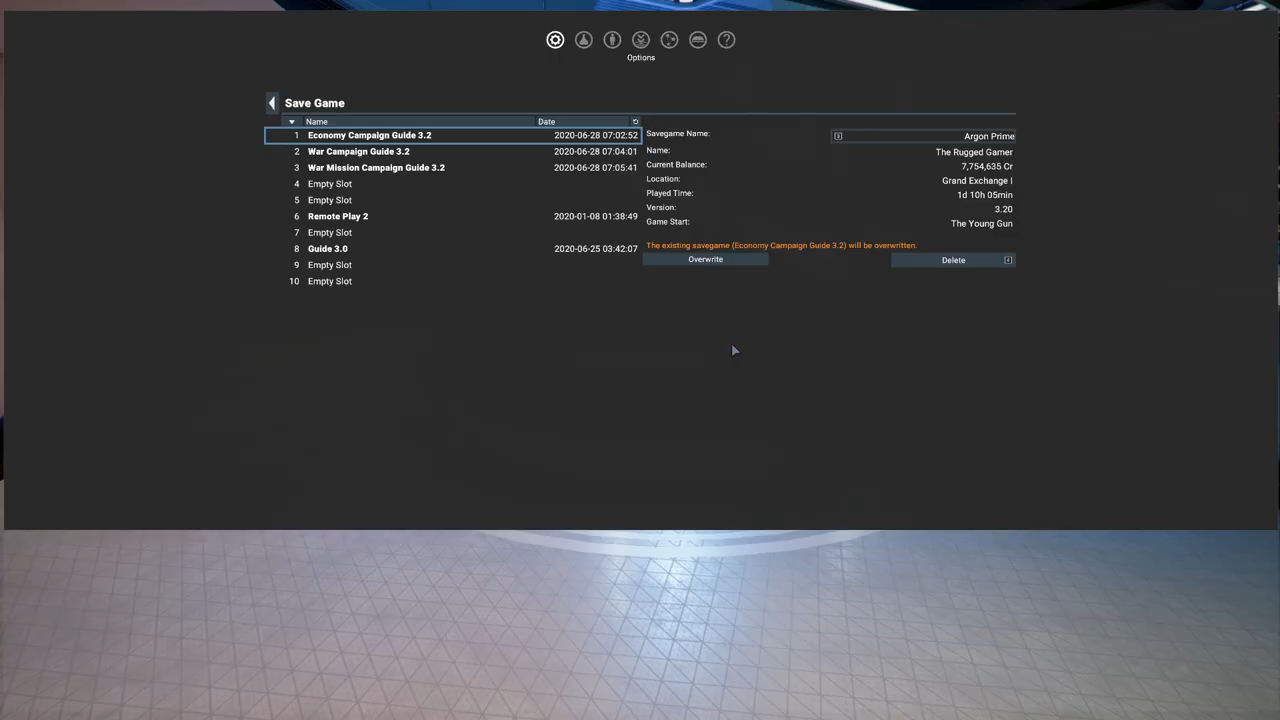 Options
Save Game
Name Date
1 Economy Campaign Guide 3.2 2020-06-28 07:02:52
2 War Campaign Guide 3.2 2020-06-28 07:04:01
3 War Mission Campaign Guide 3.2 2020-06-28 07:05:41
4 Empty Slot
5 Empty Slot
6 Remote Play 2 2020-01-08 01:38:49
7 Empty Slot
8 Guide 3.0 2020-06-25 03:42:07
9 Empty Slot
10 Empty Slot
Savegame Name: Argon Prime
Name: The Rugged Gamer
Current Balance: 7,754,635 Cr
Location: Grand Exchange I
Played Time: 1d 10h 05min
Version: 3.20
Game Start: The Young Gun
The existing savegame (Economy Campaign Guide 3.2) will be overwritten.
Overwrite Delete